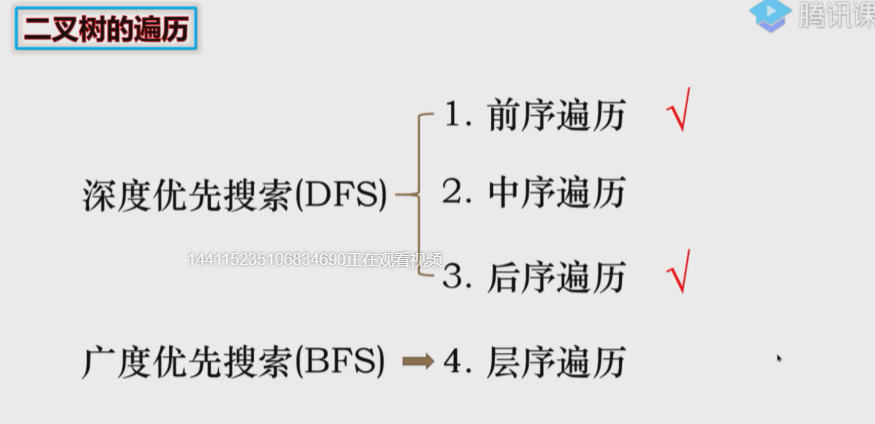 二叉树的遍历
腾讯课
1. 前序遍历 √
深度优先搜索(DFS)
2. 中序遍历
144115235106834690正在观看视频
3. 后序遍历 √
广度优先搜索(BFS)
4. 层序遍历